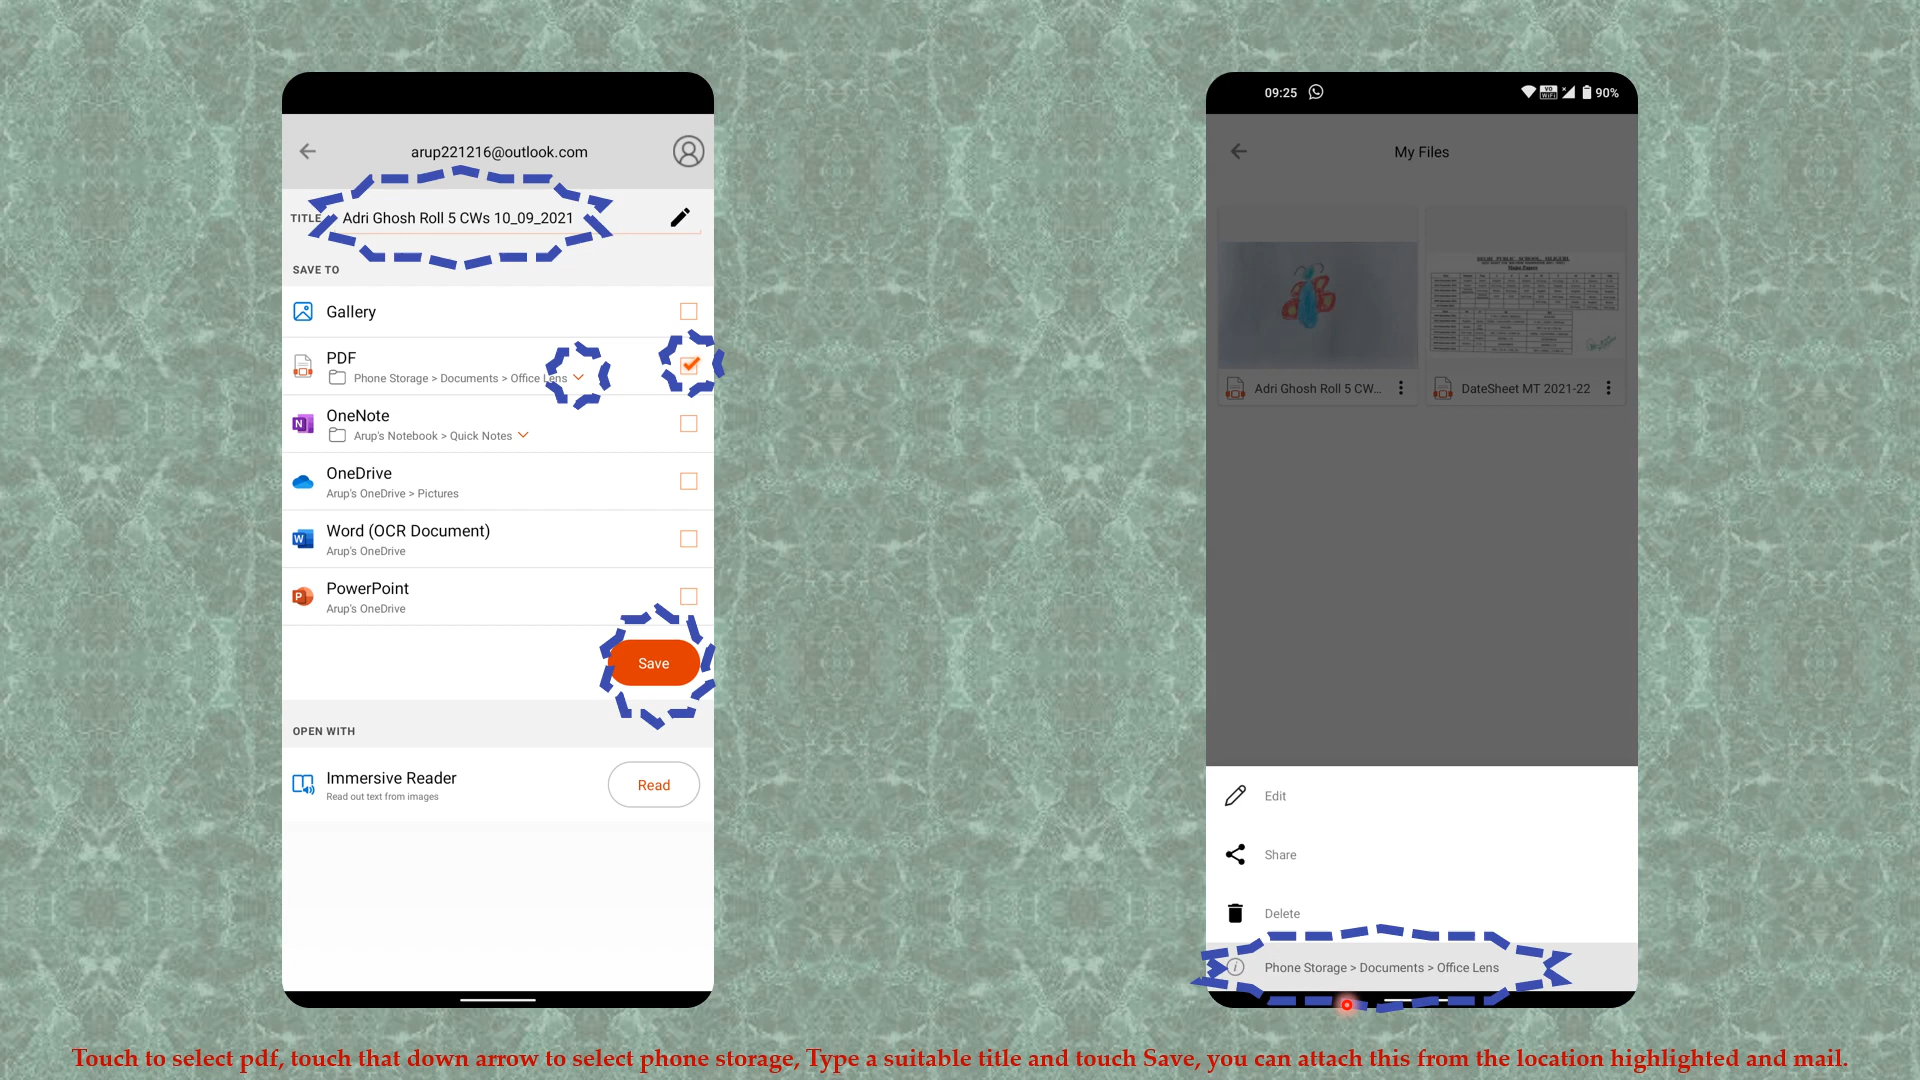 arup221216@outlook.com
TITLE Adri Ghosh Roll 5 CWs 10_09_2021
SAVE TO
Gallery
PDF
Phone Storage > Documents > Office Lens
OneNote
Arup's Notebook > Quick Notes
OneDrive
Arup's OneDrive > Pictures
Word (OCR Document)
Arup's OneDrive
PowerPoint
Arup's OneDrive
Save
OPEN WITH
Immersive Reader
Read out text from images
Read
09:25 90%
My Files
Adri Ghosh Roll 5 CW... DateSheet MT 2021-22
Edit
Share
Delete
Phone Storage > Documents > Office Lens
Touch to select pdf, touch that down arrow to select phone storage, Type a suitable title and touch Save, you can attach this from the location highlighted and mail.